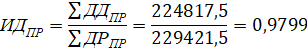 ИД_ПР = ∑ДД_ПР / ∑ДР_ПР = 224817,5 / 229421,5 = 0,9799